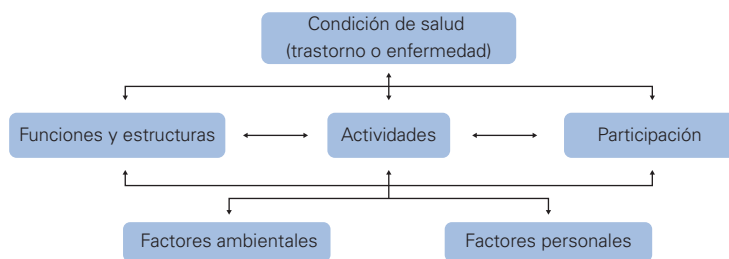 Condición de salud
(trastorno o enfermedad)
Funciones y estructuras
Actividades
Participación
Factores ambientales
Factores personales